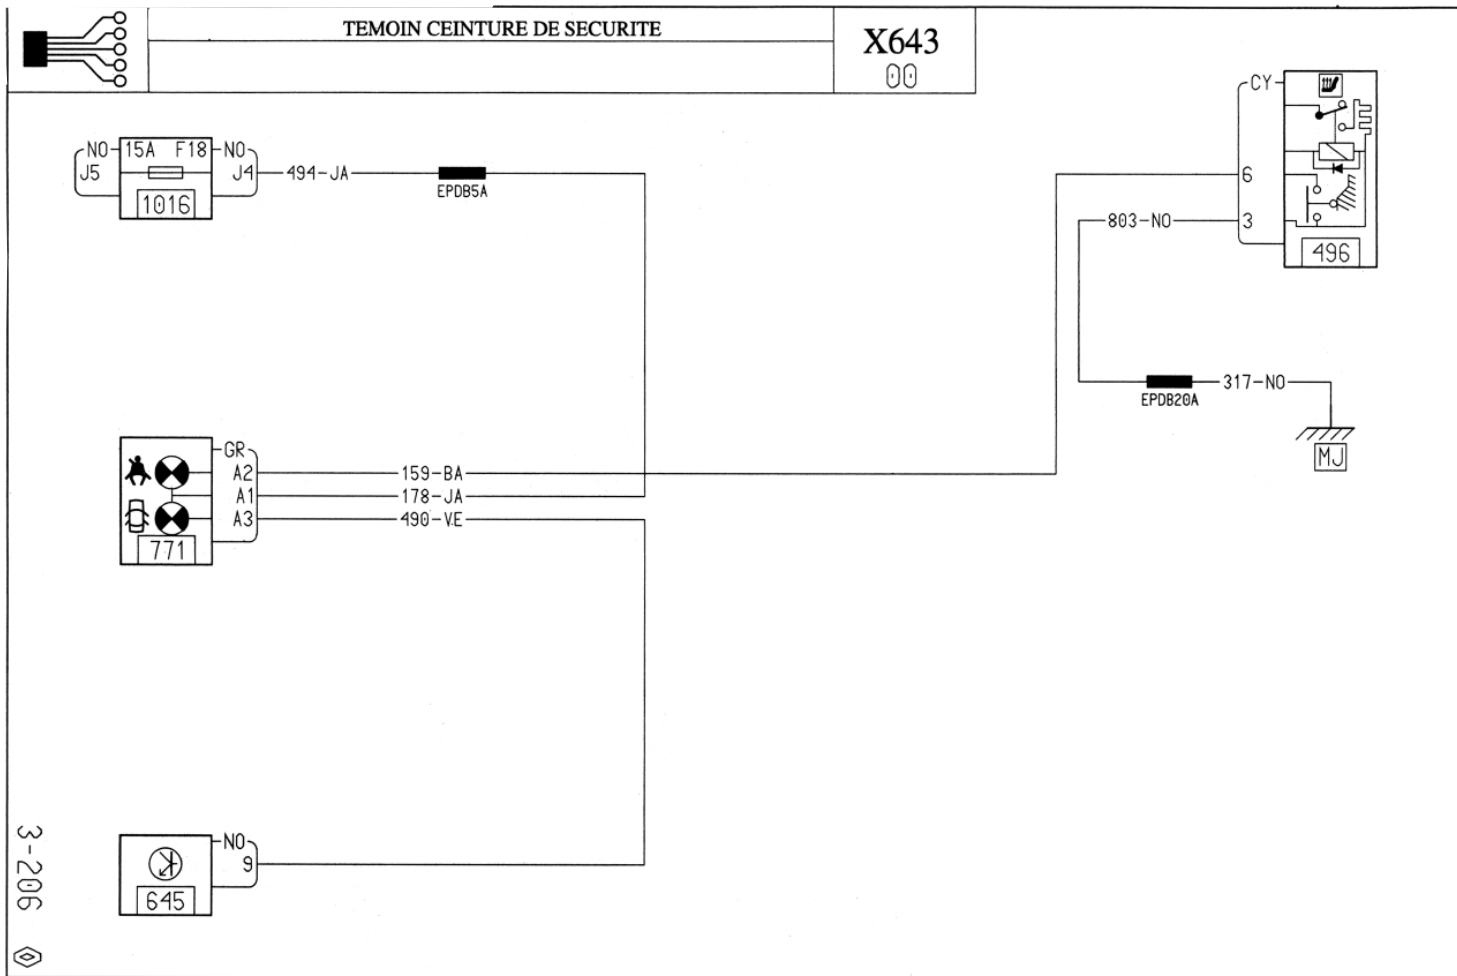 TEMOIN CEINTURE DE SECURITE
X643
00
CY
NO 15A F18 NO
J5 J4 494-JA
EPDB5A
1016
6
803-NO 3
496
317-NO
EPDB20A
MJ
GR
A2 159-BA
A1 178-JA
A3 490-VE
771
NO
9
645
3-206